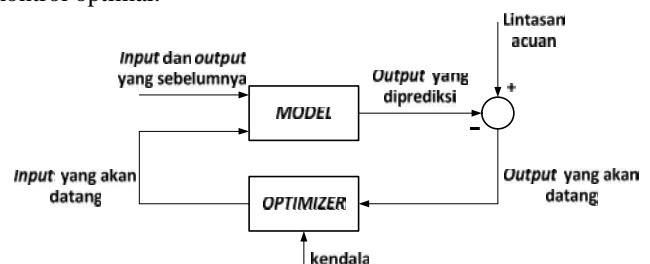 kontrol optimal.
Lintasan
acuan
Input dan output
yang sebelumnya
Output yang
diprediksi
+
MODEL
−
Input yang akan
datang
Output yang akan
datang
OPTIMIZER
kendala